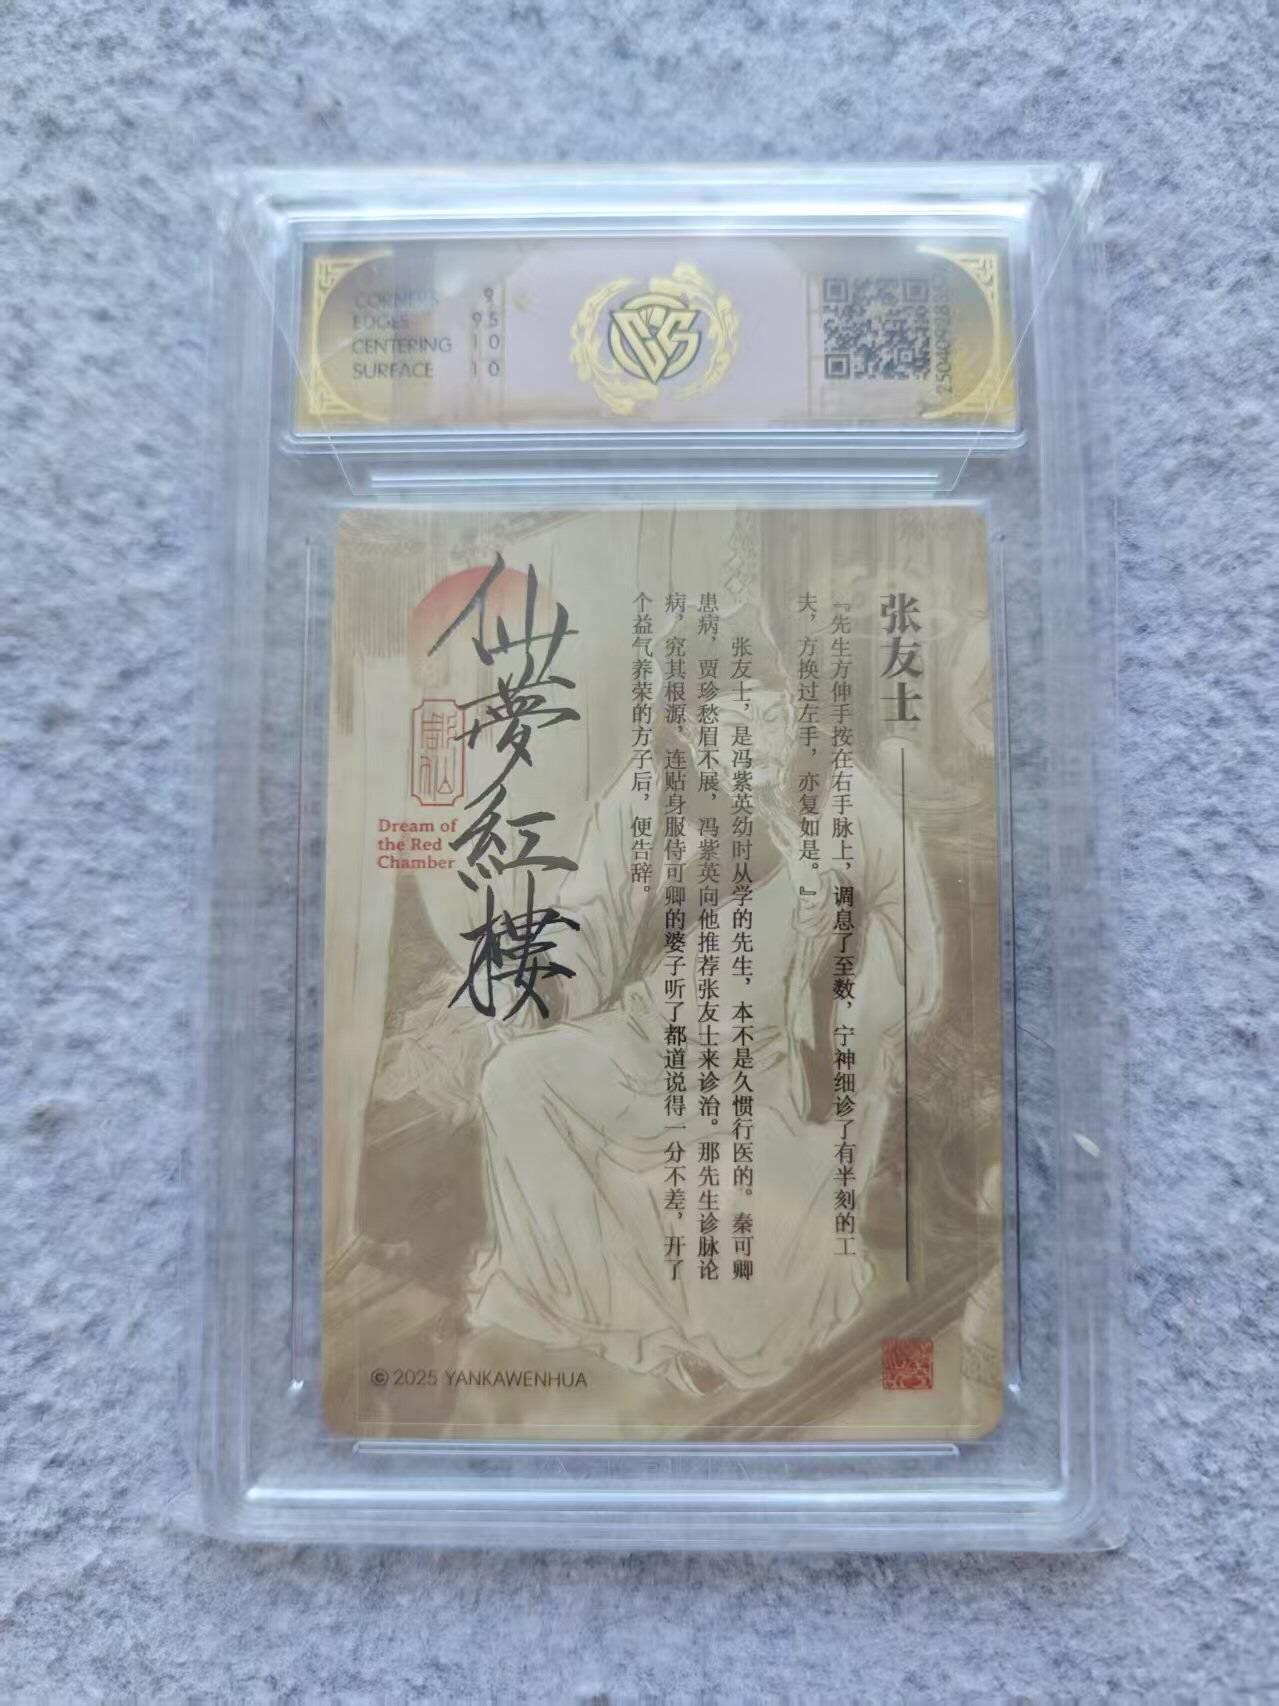 CORNERS 9
EDGES 9.5
CENTERING 10
SURFACE 10
CCS
张友士
『先生方伸手按在右手脉上，调息了至数，宁神细诊了有半刻的工
夫，方换过左手，亦复如是。』
张友士，是冯紫英幼时从学的先生，本不是久惯行医的。秦可卿
患病，贾珍愁眉不展，冯紫英向他推荐张友士来诊治。那先生诊脉论
病，究其根源，连贴身服侍可卿的婆子听了都道说得一分不差，开了
个益气养荣的方子后，便告辞。
仙夢紅樓
Dream of
the Red
Chamber
© 2025 YANKAWENHUA